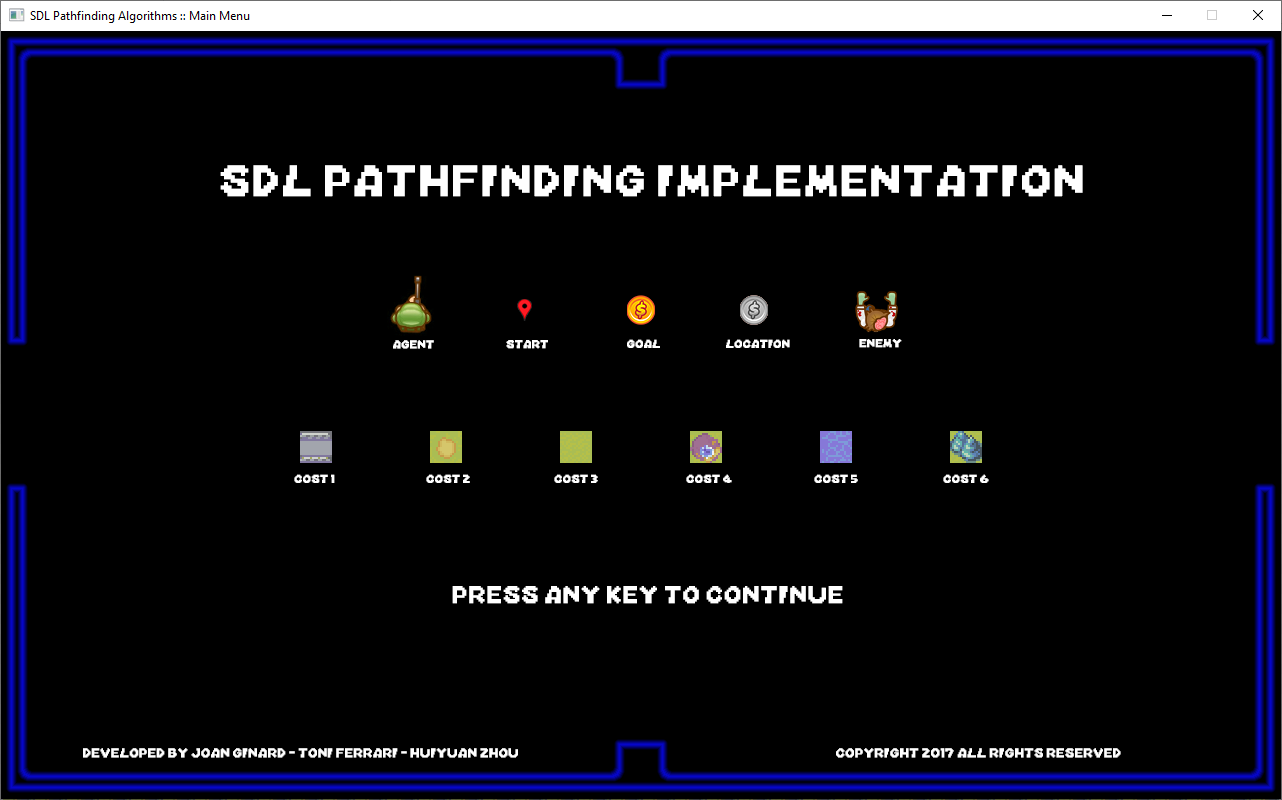 SDL Pathfinding Algorithms :: Main Menu
SDL PATHFINDING IMPLEMENTATION
AGENT START GOAL LOCATION ENEMY
COST 1 COST 2 COST 3 COST 4 COST 5 COST 6
PRESS ANY KEY TO CONTINUE
DEVELOPED BY JOAN GINARD - TONI FERRARI - HUIYUAN ZHOU COPYRIGHT 2017 ALL RIGHTS RESERVED